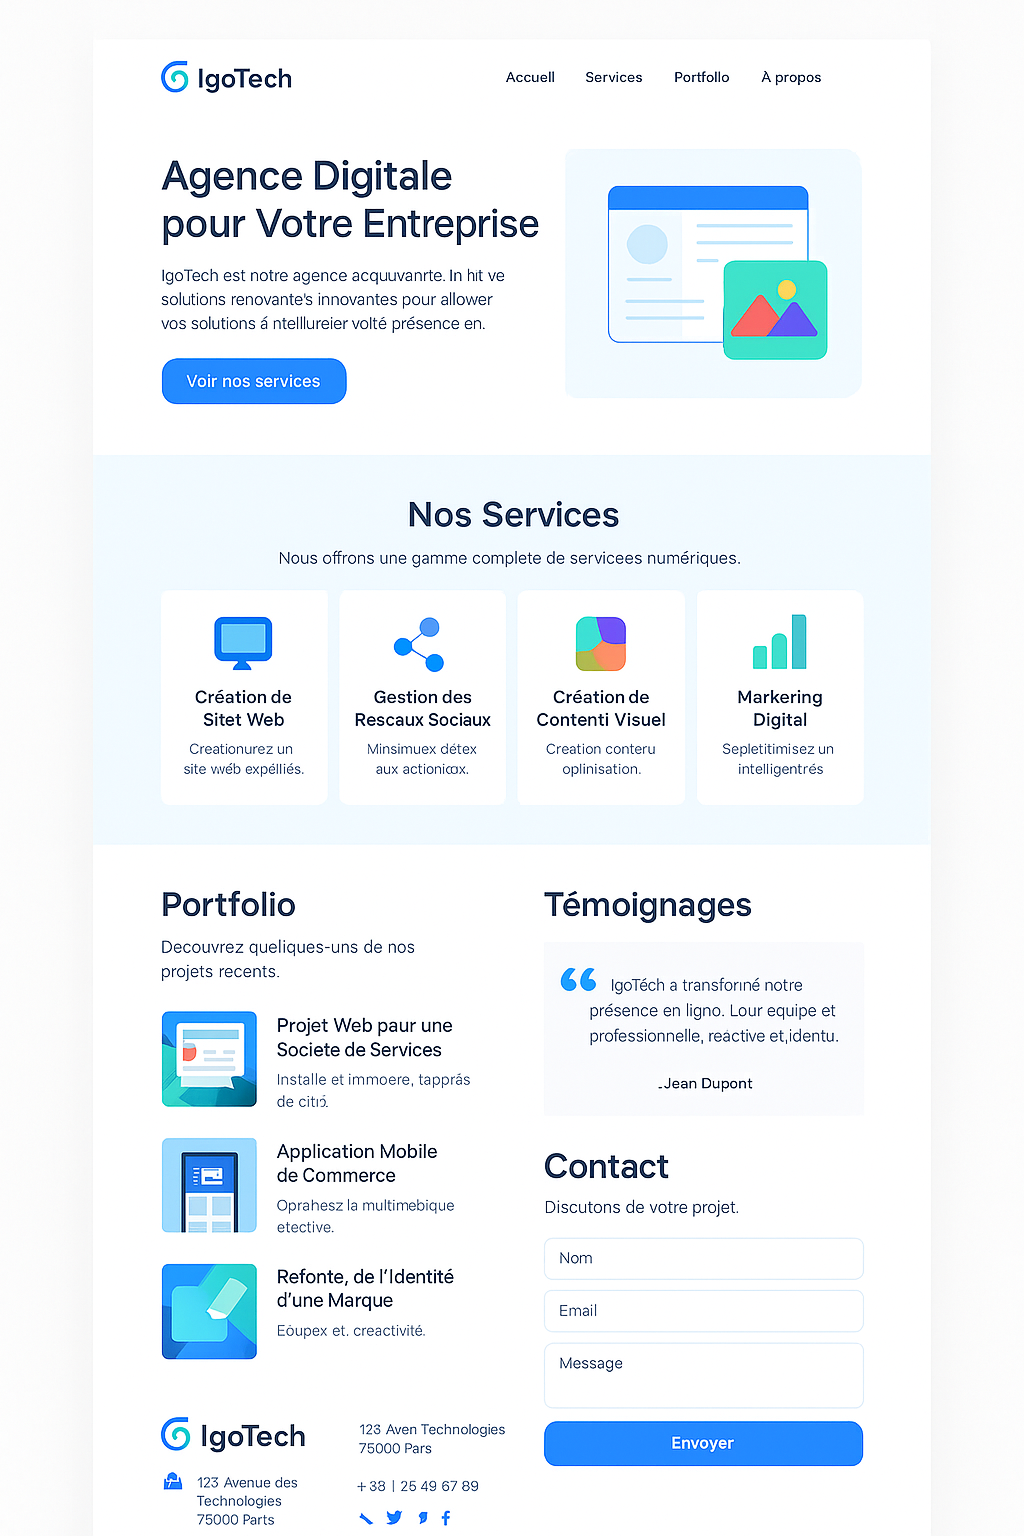 IgoTech
Accuell
Services
Portfollo
À propos
Agence Digitale
pour Votre Entreprise
IgoTech est notre agence acquuvanrte. In hit ve
solutions renovante's innovantes pour allower
vos solutions á ntelllureier volté présence en.
Voir nos services
Nos Services
Nous offrons une gamme complete de servicees numériques.
Création de
Sitet Web
Creationurez un
site wéb expélliés.
Gestion des
Rescaux Sociaux
Minsimuex détex
aux
Création de
Contenti Visuel
Creation conteru
oplinisation.
Markering
Digital
Sepletitimisez un
intelligentrés
Portfolio
Decouvrez queliques-uns de nos
projets recents.
Projet Web paur une
Societe de Services
Installe et immoere, tapprás
de
Application Mobile
de Commerce
Oprahesz la multimebique
etective.
Refonte, de l'Identité
d'une Marque
Eóupex et. creactivité.
Témoignages
“ IgoTéch a transforıné notre
présence en ligno. Lour equipe et
professionnelle, reáctive et,identu.
-Jean Dupont
Contact
Discutons de votre projet.
Nom
Email
Message
Envoyer
IgoTech
123 Avenue des
Technologies
75000 Parts
123 Aven Technologies
75000 Pars
+38 | 25 49 67 89